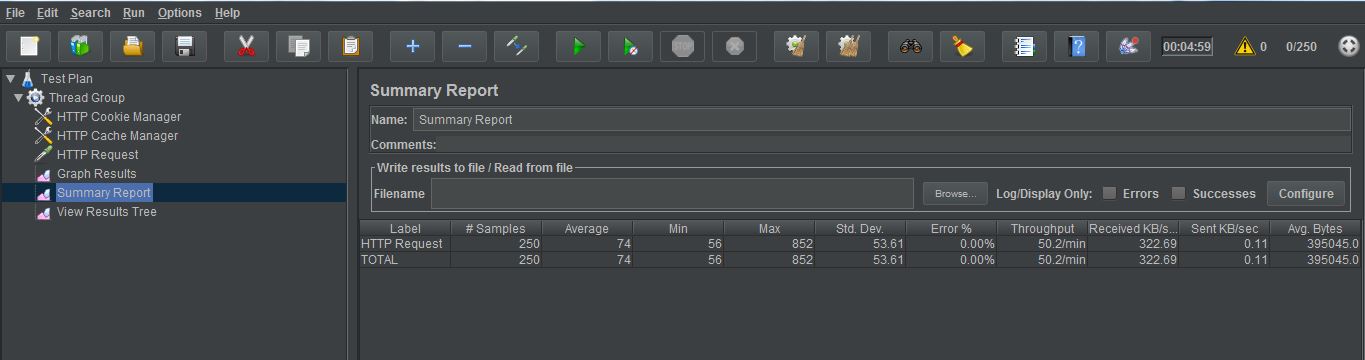 File Edit Search Run Options Help
STOP 00:04:59 ! 0 0/250
Test Plan
Thread Group
HTTP Cookie Manager
HTTP Cache Manager
HTTP Request
Graph Results
Summary Report
View Results Tree
Summary Report
Name: Summary Report
Comments:
Write results to file / Read from file
Filename Browse... Log/Display Only: Errors Successes Configure
Label # Samples Average Min Max Std. Dev. Error % Throughput Received KB/s... Sent KB/sec Avg. Bytes
HTTP Request 250 74 56 852 53.61 0.00% 50.2/min 322.69 0.11 395045.0
TOTAL 250 74 56 852 53.61 0.00% 50.2/min 322.69 0.11 395045.0